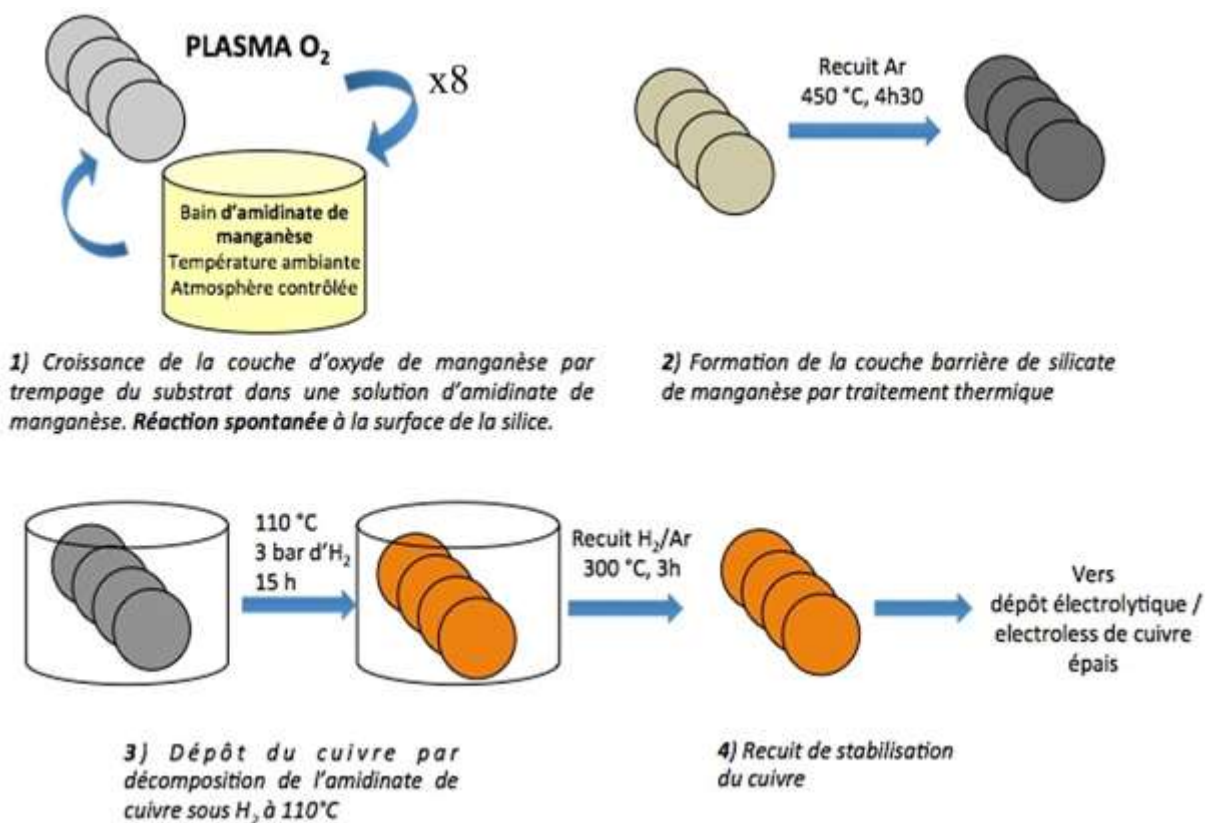 PLASMA O₂
x8
Bain d'amidinate de
manganèse
Température ambiante
Atmosphère contrôlée
1) Croissance de la couche d'oxyde de manganèse par
trempage du substrat dans une solution d'amidinate de
manganèse. Réaction spontanée à la surface de la silice.
Recuit Ar
450 °C, 4h30
2) Formation de la couche barrière de silicate
de manganèse par traitement thermique
110 °C
3 bar d'H₂
15 h
Recuit H₂/Ar
300 °C, 3h
Vers
dépôt électrolytique /
electroless de cuivre
épais
3) Dépôt du cuivre par
décomposition de l'amidinate de
cuivre sous H₂ à 110°C
4) Recuit de stabilisation
du cuivre